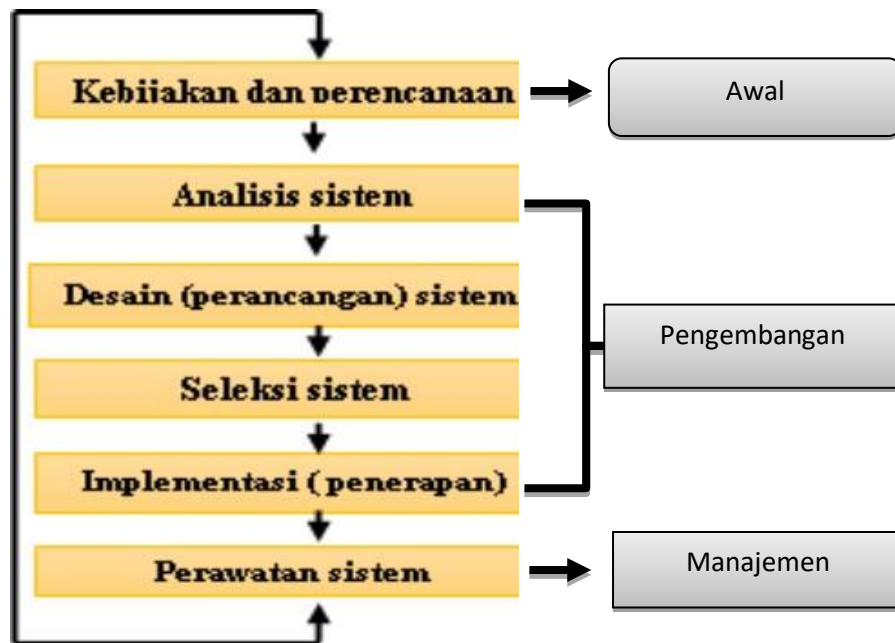 Kebijakan dan perencanaan
Awal
Analisis sistem
Desain (perancangan) sistem
Pengembangan
Seleksi sistem
Implementasi ( penerapan)
Perawatan sistem
Manajemen